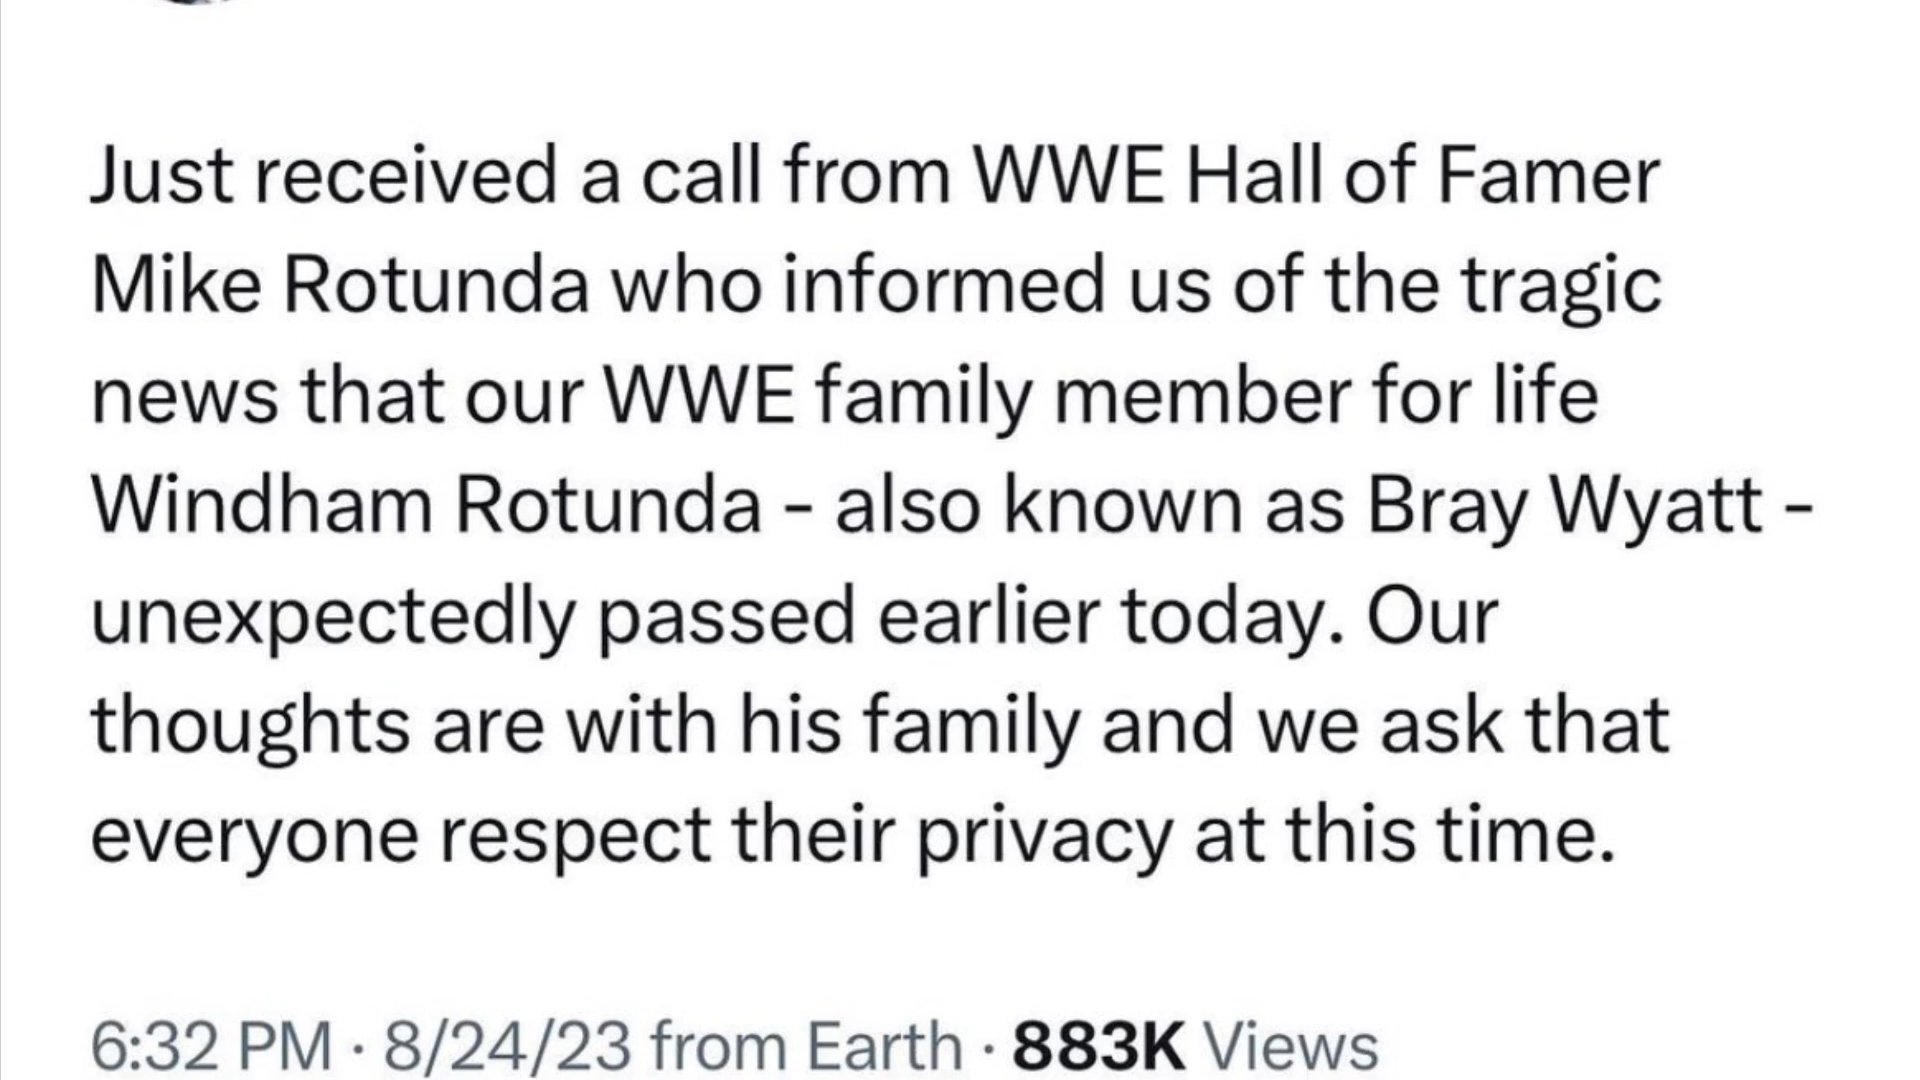 Just received a call from WWE Hall of Famer
Mike Rotunda who informed us of the tragic
news that our WWE family member for life
Windham Rotunda - also known as Bray Wyatt -
unexpectedly passed earlier today. Our
thoughts are with his family and we ask that
everyone respect their privacy at this time.
6:32 PM · 8/24/23 from Earth · 883K Views